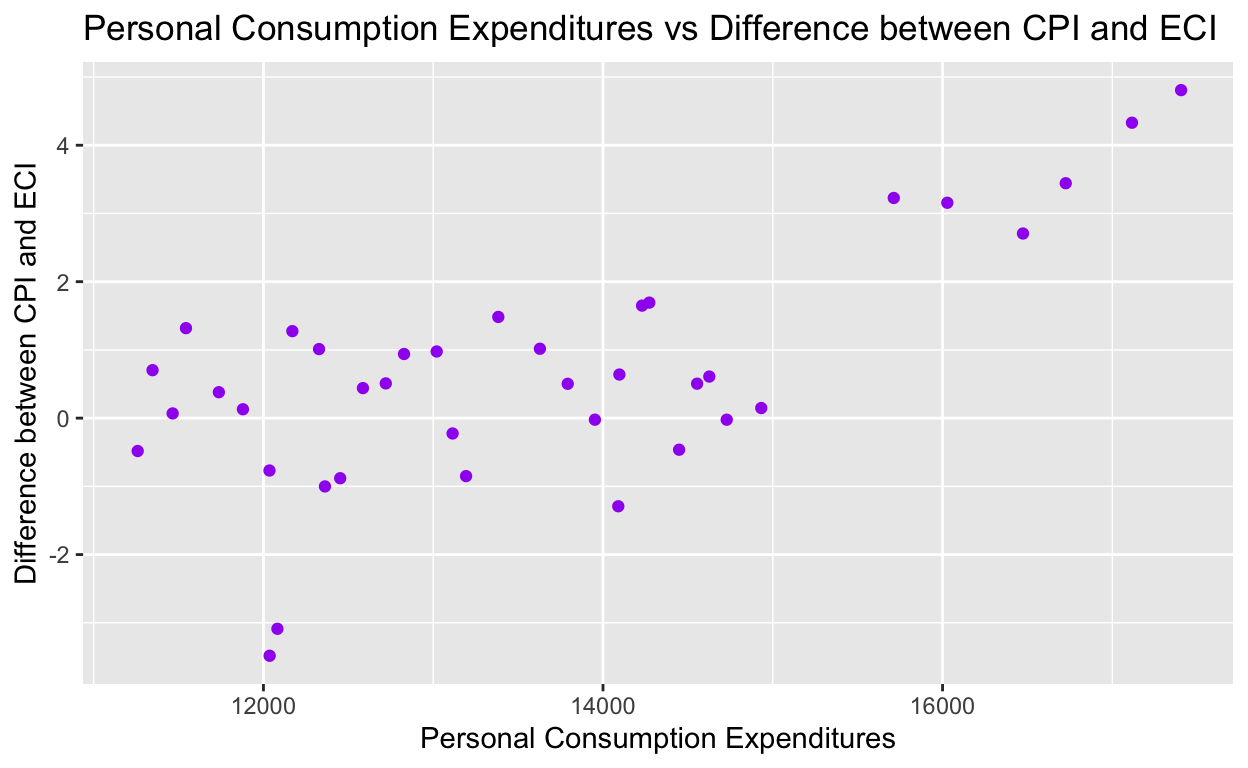 Personal Consumption Expenditures vs Difference between CPI and ECI
Difference between CPI and ECI
4
2
0
-2
12000 14000 16000
Personal Consumption Expenditures